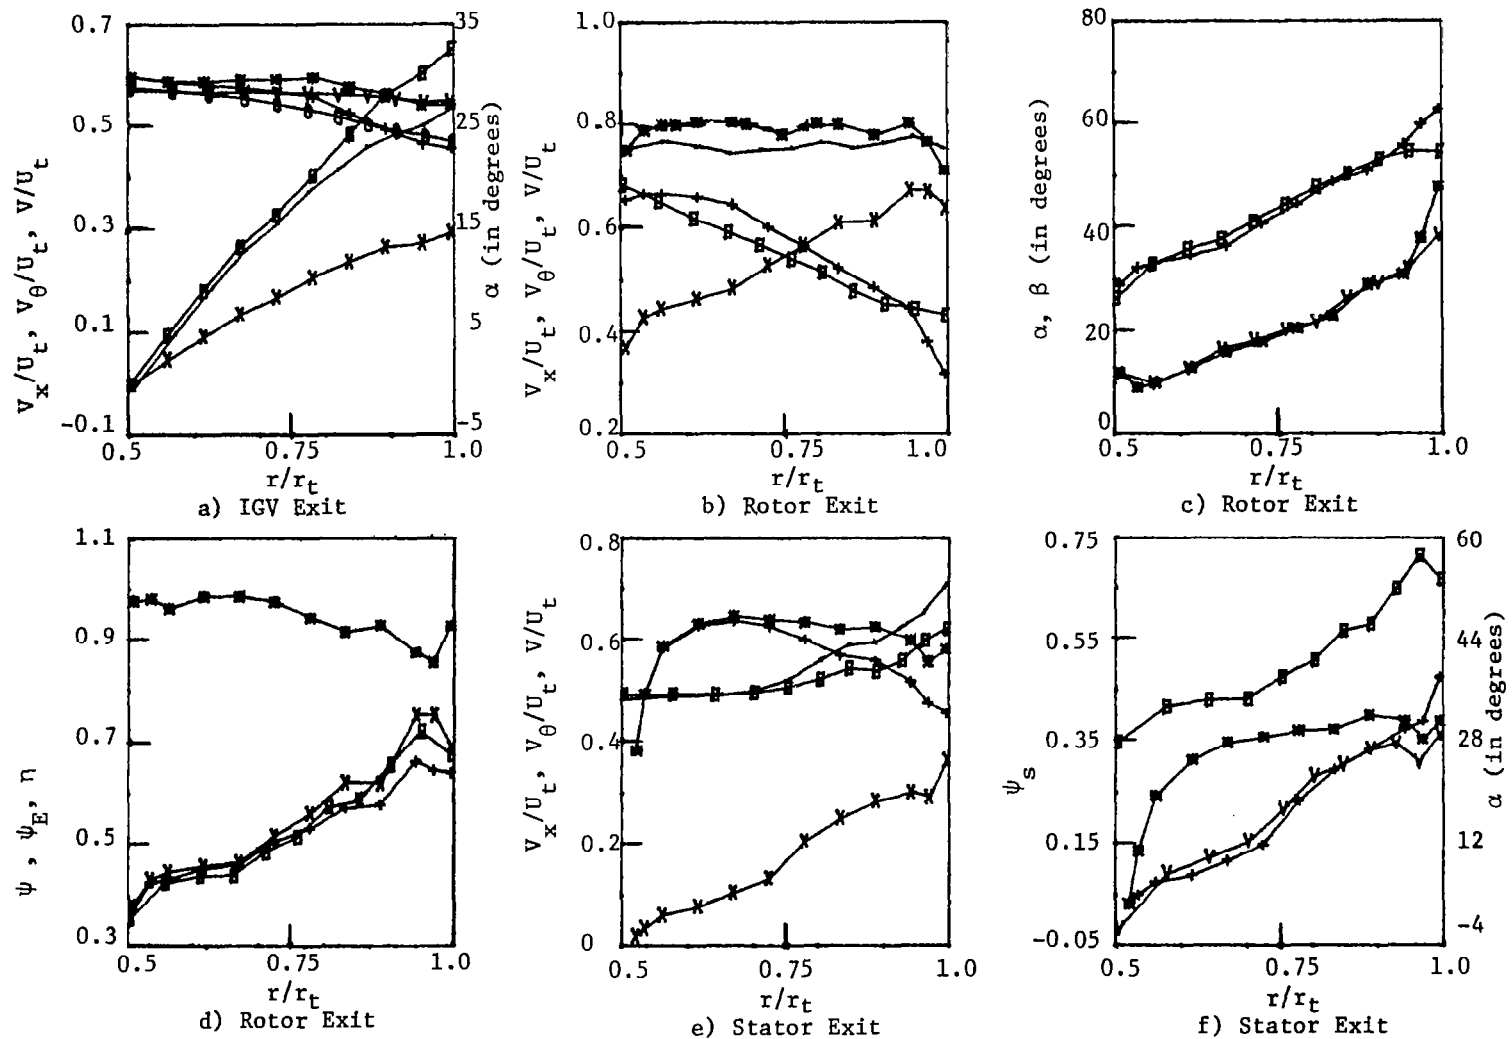 a) IGV Exit
0.7
0.5
0.3
0.1
-0.1
35
25
15
5
-5
0.5
0.75
1.0
r/r_t
V_x/U_t, V_θ/U_t, V/U_t
α (in degrees)
b) Rotor Exit
1.0
0.8
0.6
0.4
0.2
0.5
0.75
1.0
r/r_t
V_x/U_t, V_θ/U_t, V/U_t
c) Rotor Exit
80
60
40
20
0
0.5
0.75
1.0
r/r_t
α, β (in degrees)
d) Rotor Exit
1.1
0.9
0.7
0.5
0.3
0.5
0.75
1.0
r/r_t
ψ, ψ_E, η
e) Stator Exit
0.8
0.6
0.4
0.2
0
0.5
0.75
1.0
r/r_t
V_x/U_t, V_θ/U_t, V/U_t
f) Stator Exit
0.75
0.55
0.35
0.15
-0.05
60
44
28
12
-4
0.5
0.75
1.0
r/r_t
ψ_s
α (in degrees)